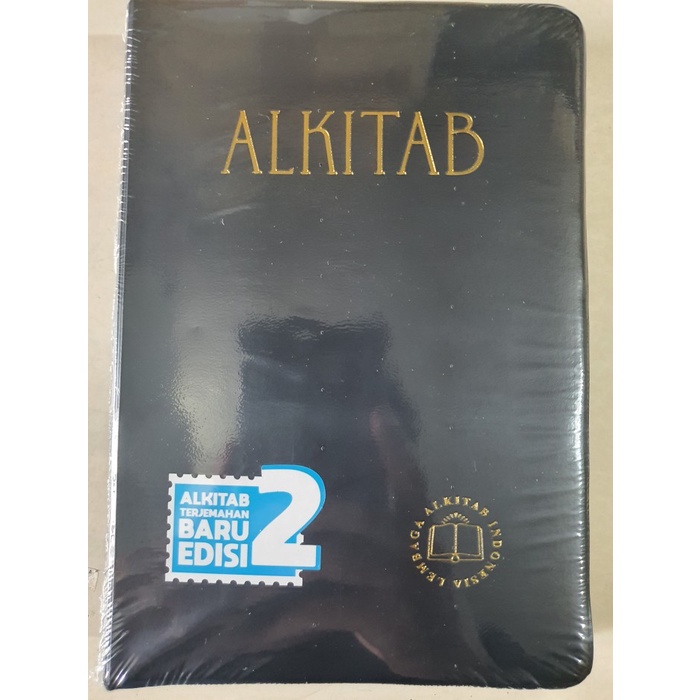 ALKITAB
ALKITAB
TERJEMAHAN
BARU
EDISI 2
LEMBAGA ALKITAB INDONESIA